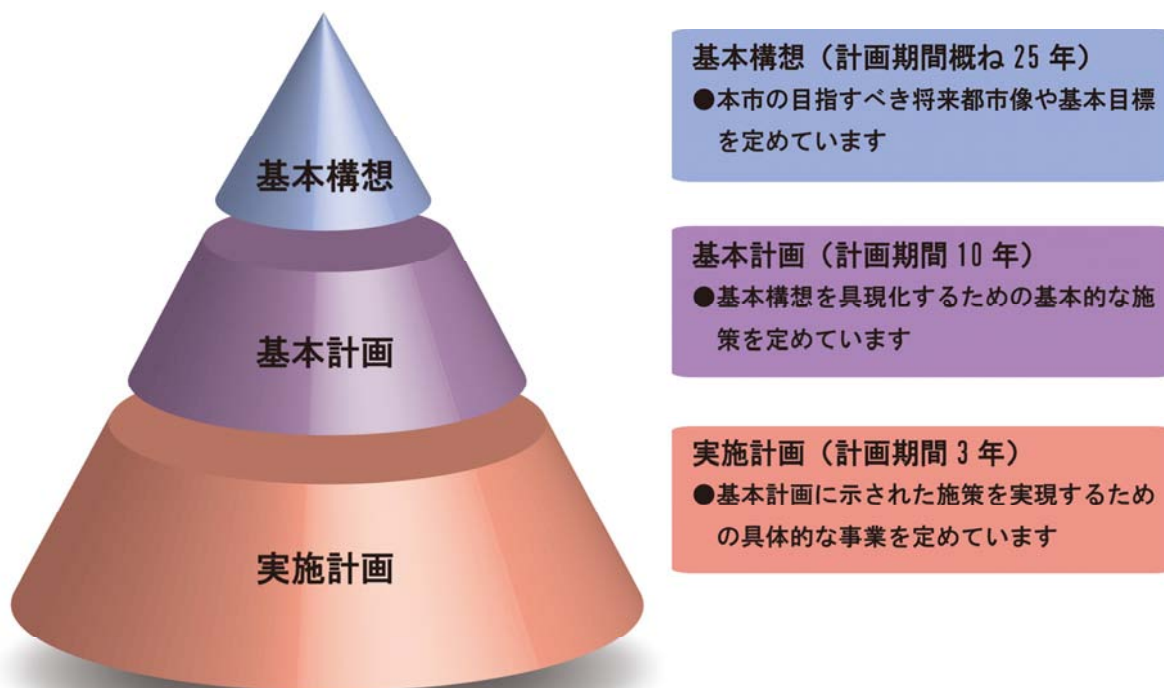 基本構想
基本計画
実施計画
基本構想（計画期間概ね 25 年）
●本市の目指すべき将来都市像や基本目標
を定めています
基本計画（計画期間 10 年）
●基本構想を具現化するための基本的な施
策を定めています
実施計画（計画期間 3 年）
●基本計画に示された施策を実現するため
の具体的な事業を定めています